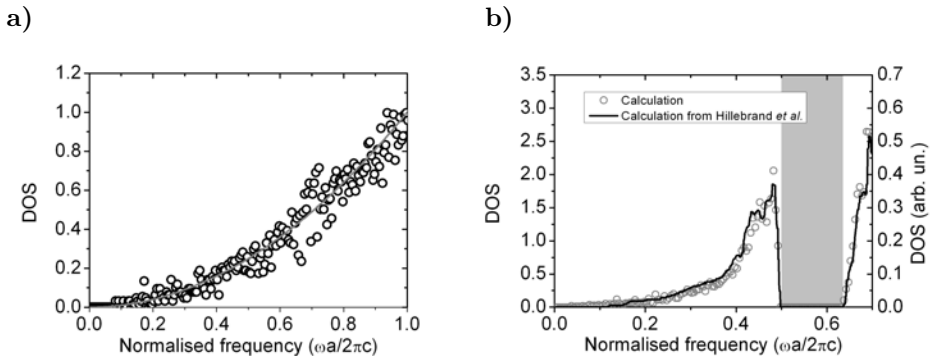 a)
b)
1.2
1.0
0.8
0.6
0.4
0.2
0.0
DOS
0.0 0.2 0.4 0.6 0.8 1.0
Normalised frequency (ωa/2πc)
3.5
3.0
2.5
2.0
1.5
1.0
0.5
0.0
DOS
Calculation
Calculation from Hillebrand et al.
0.7
0.6
0.5
0.4
0.3
0.2
0.1
0.0
DOS (arb. un.)
0.0 0.2 0.4 0.6
Normalised frequency (ωa/2πc)